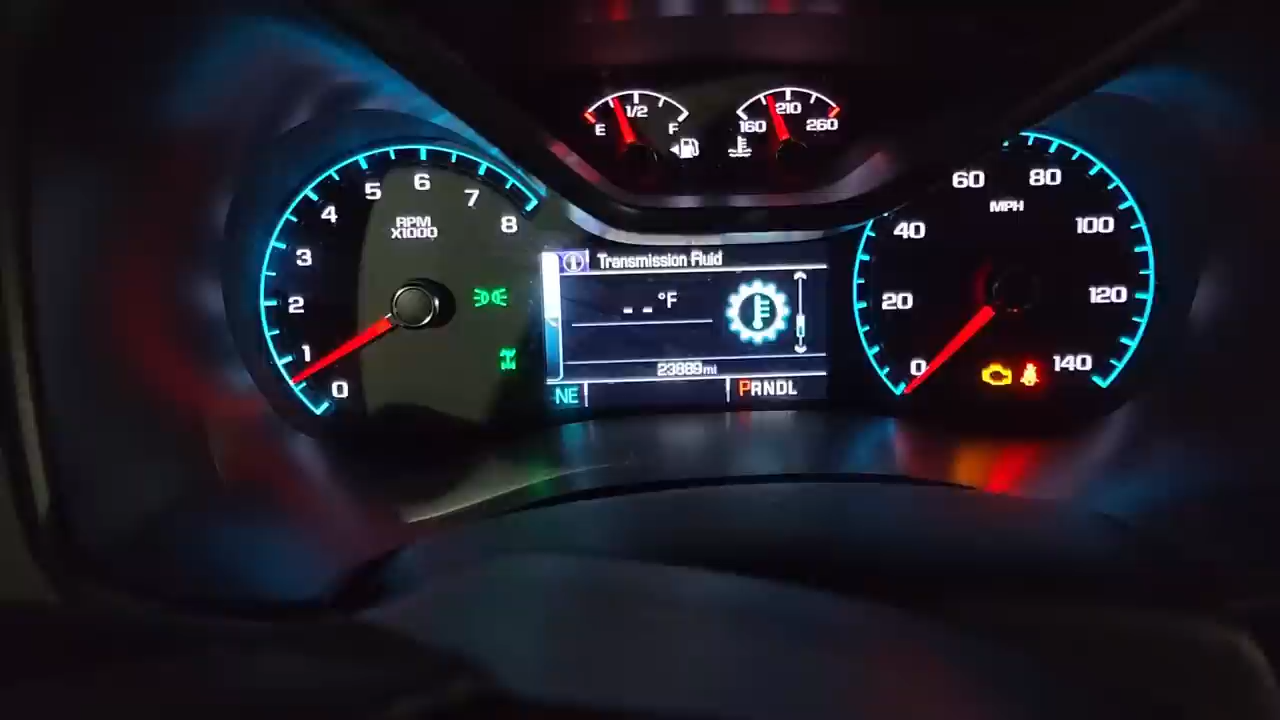 E 1/2 F
160 210 260
0 1 2 3 4 5 6 7 8
RPM
X1000
Transmission Fluid
- - °F
23889 mi
NE
PRNDL
0 20 40 60 80 100 120 140
MPH